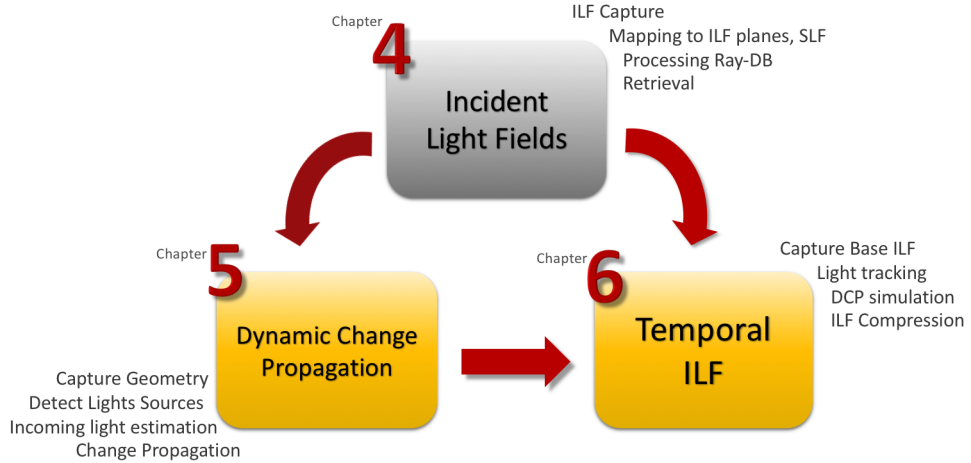 Chapter
4
Incident
Light Fields
ILF Capture
Mapping to ILF planes, SLF
Processing Ray-DB
Retrieval
Chapter
5
Dynamic Change
Propagation
Capture Geometry
Detect Lights Sources
Incoming light estimation
Change Propagation
Chapter
6
Temporal
ILF
Capture Base ILF
Light tracking
DCP simulation
ILF Compression